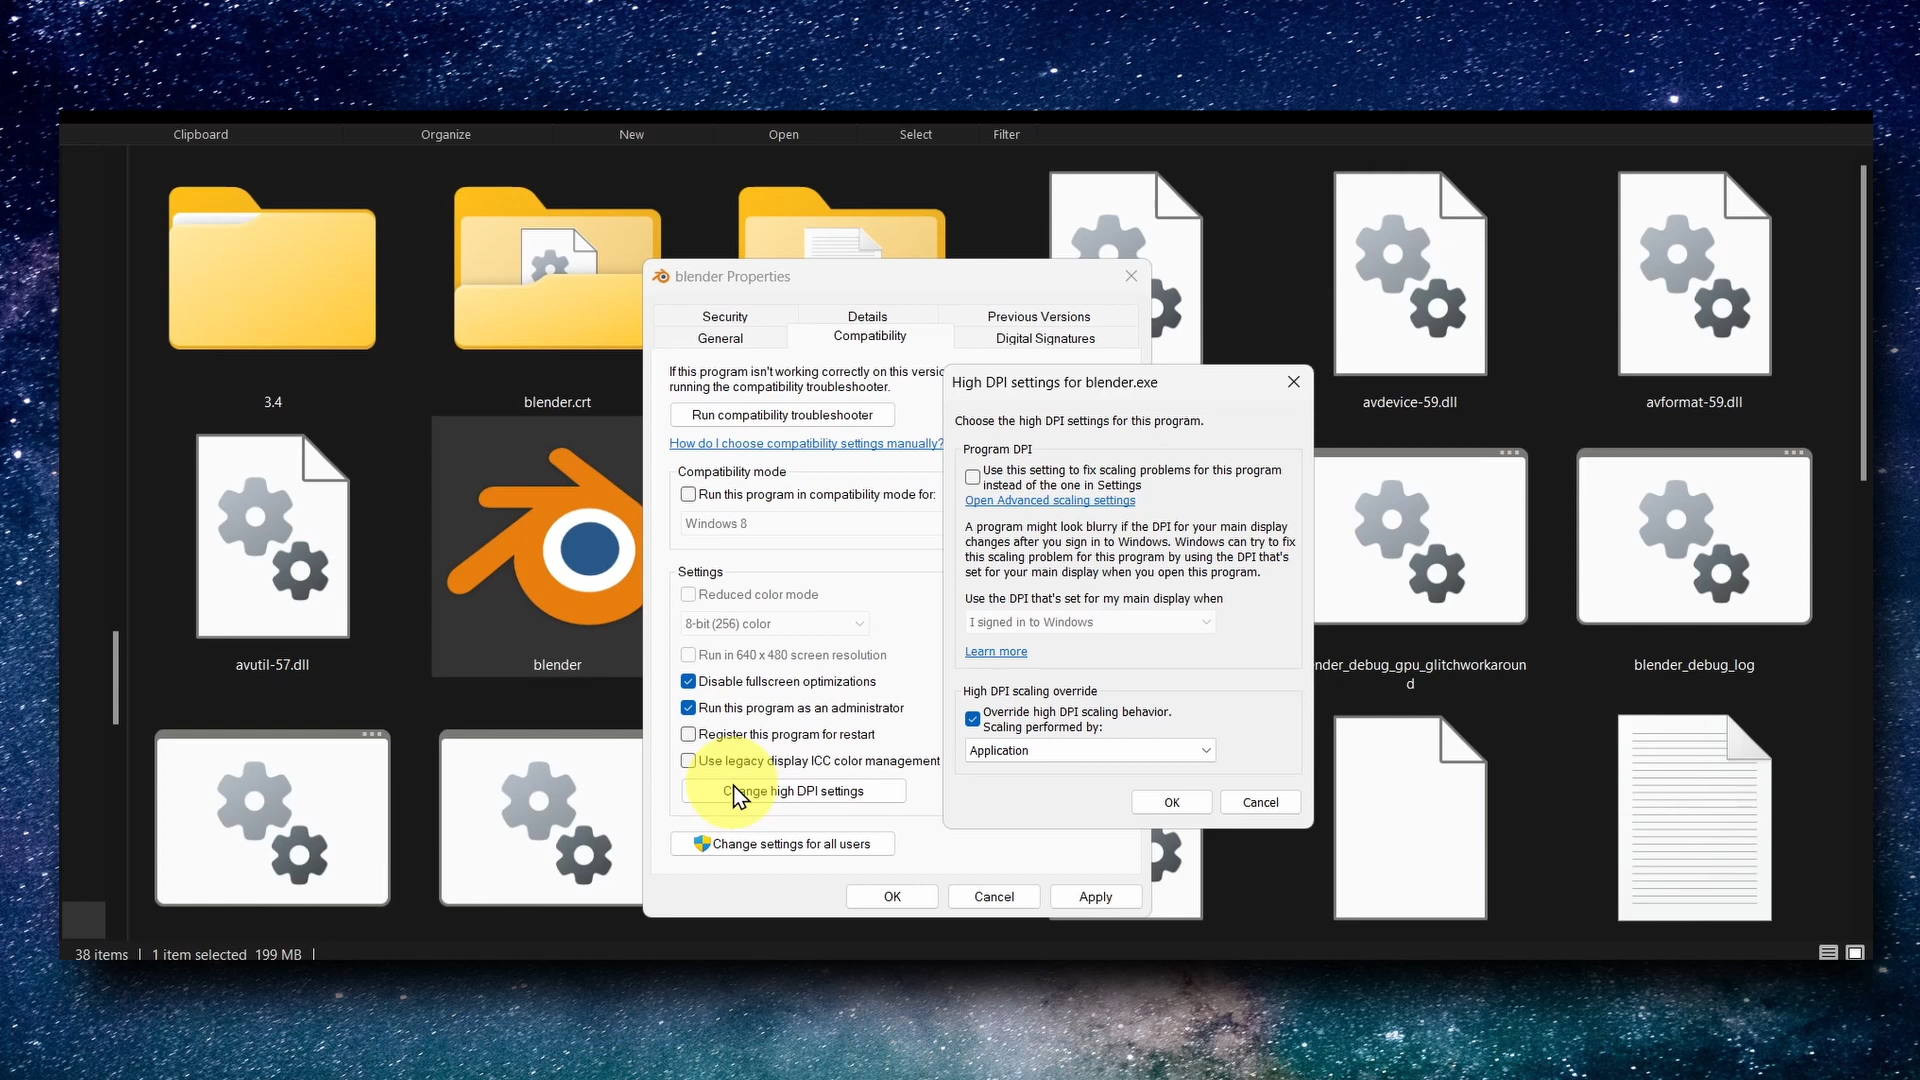 Clipboard
Organize
New
Open
Select
Filter
3.4
blender.crt
avdevice-59.dll
avformat-59.dll
avutil-57.dll
blender
nder_debug_gpu_glitchworkaroun
d
blender_debug_log
blender Properties
Security
Details
Previous Versions
General
Compatibility
Digital Signatures
If this program isn't working correctly on this versio
running the compatibility troubleshooter.
Run compatibility troubleshooter
How do I choose compatibility settings manually?
Compatibility mode
Run this program in compatibility mode for:
Windows 8
Settings
Reduced color mode
8-bit (256) color
Run in 640 x 480 screen resolution
Disable fullscreen optimizations
Run this program as an administrator
Register this program for restart
Use legacy display ICC color management
Change high DPI settings
Change settings for all users
OK
Cancel
Apply
High DPI settings for blender.exe
Choose the high DPI settings for this program.
Program DPI
Use this setting to fix scaling problems for this program
instead of the one in Settings
Open Advanced scaling settings
A program might look blurry if the DPI for your main display
changes after you sign in to Windows. Windows can try to fix
this scaling problem for this program by using the DPI that's
set for your main display when you open this program.
Use the DPI that's set for my main display when
I signed in to Windows
Learn more
High DPI scaling override
Override high DPI scaling behavior.
Scaling performed by:
Application
OK
Cancel
38 items
1 item selected 199 MB